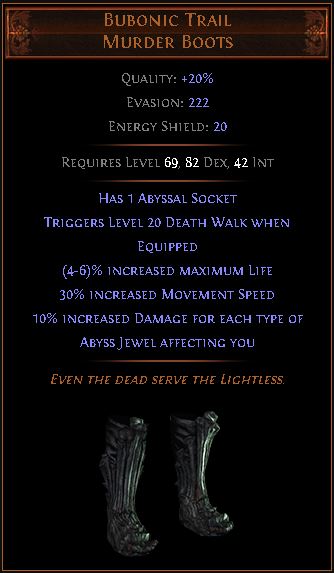 Bubonic Trail
Murder Boots
Quality: +20%
Evasion: 222
Energy Shield: 20
Requires Level 69, 82 Dex, 42 Int
Has 1 Abyssal Socket
Triggers Level 20 Death Walk when
Equipped
(4-6)% increased maximum Life
30% increased Movement Speed
10% increased Damage for each type of
Abyss Jewel affecting you
Even the dead serve the Lightless.